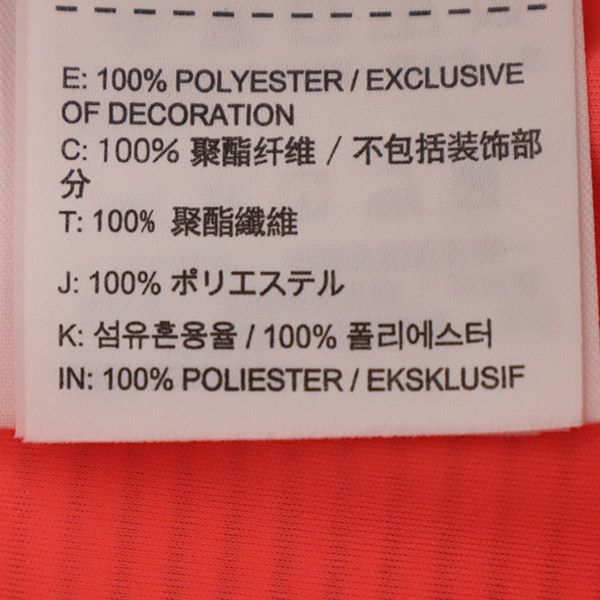 E: 100% POLYESTER / EXCLUSIVE
OF DECORATION
C: 100% 聚酯纤维 / 不包括装饰部
分
T: 100% 聚酯纖維
J: 100% ポリエステル
K: 섬유혼용율 / 100% 폴리에스터
IN: 100% POLIESTER / EKSKLUSIF